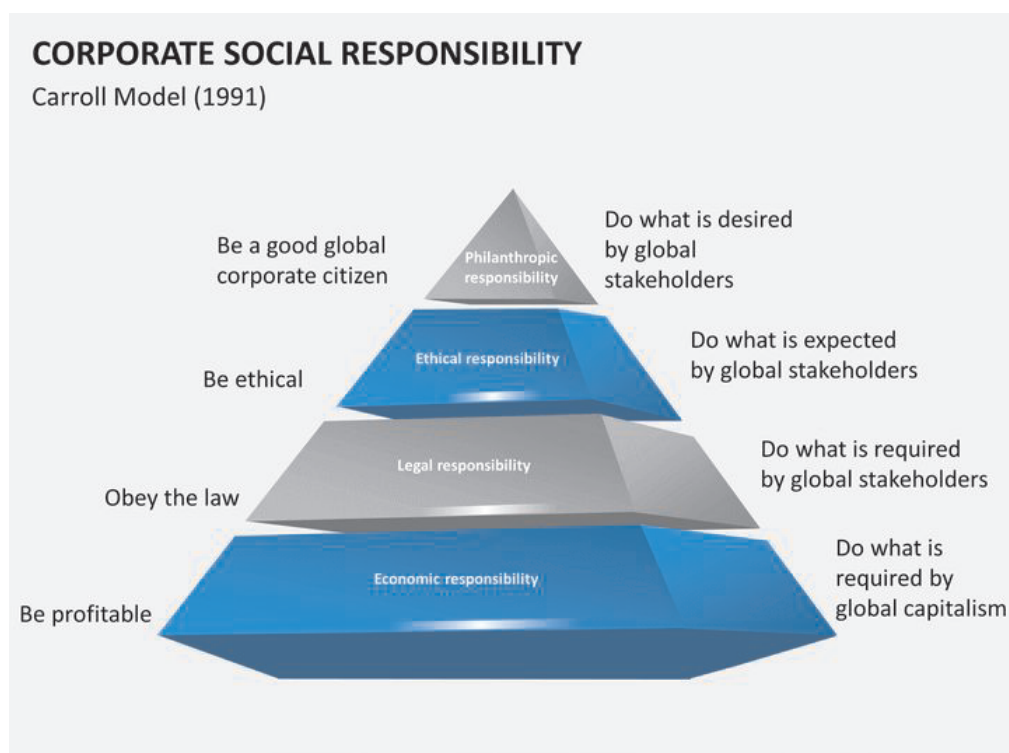 CORPORATE SOCIAL RESPONSIBILITY
Carroll Model (1991)
Be a good global
corporate citizen
Philanthropic
responsibility
Do what is desired
by global
stakeholders
Be ethical
Ethical responsibility
Do what is expected
by global stakeholders
Obey the law
Legal responsibility
Do what is required
by global stakeholders
Be profitable
Economic responsibility
Do what is
required by
global capitalism